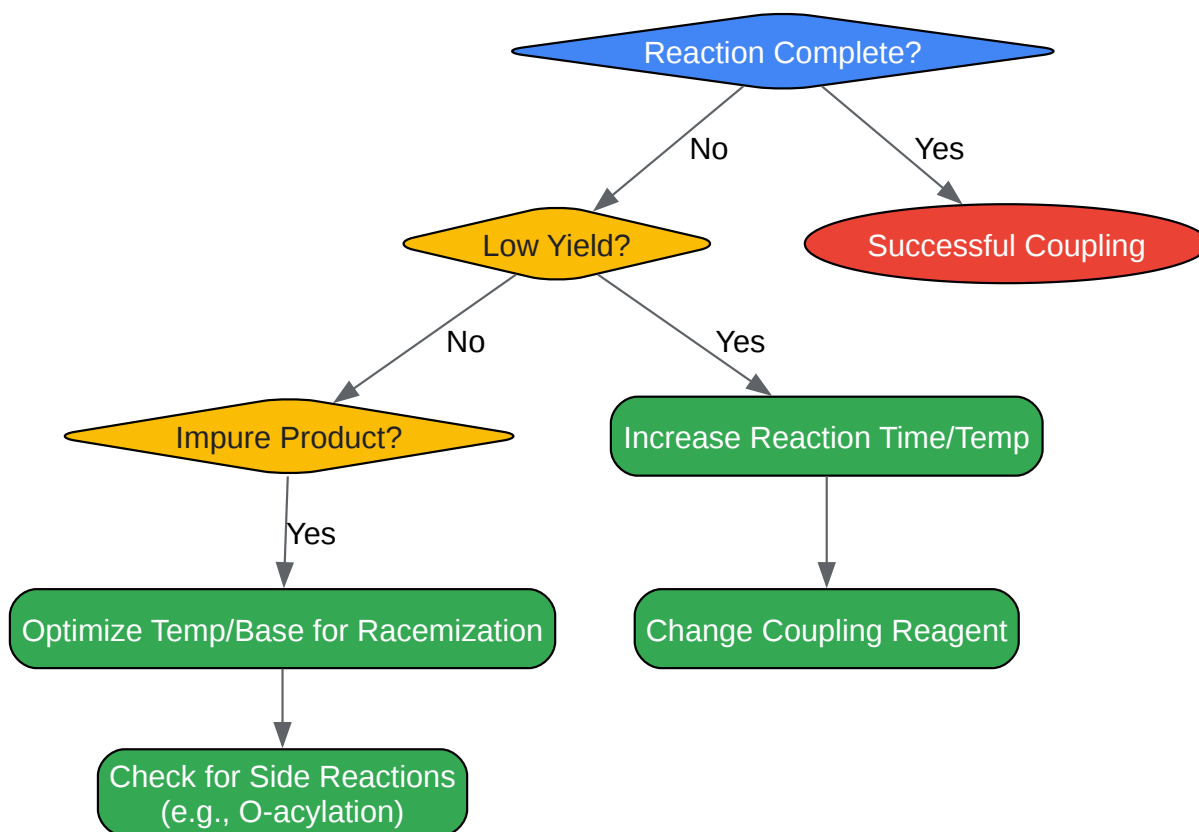 Reaction Complete?
No
Yes
Low Yield?
Successful Coupling
No
Yes
Impure Product?
Increase Reaction Time/Temp
Yes
Optimize Temp/Base for Racemization
Change Coupling Reagent
Check for Side Reactions
(e.g., O-acylation)